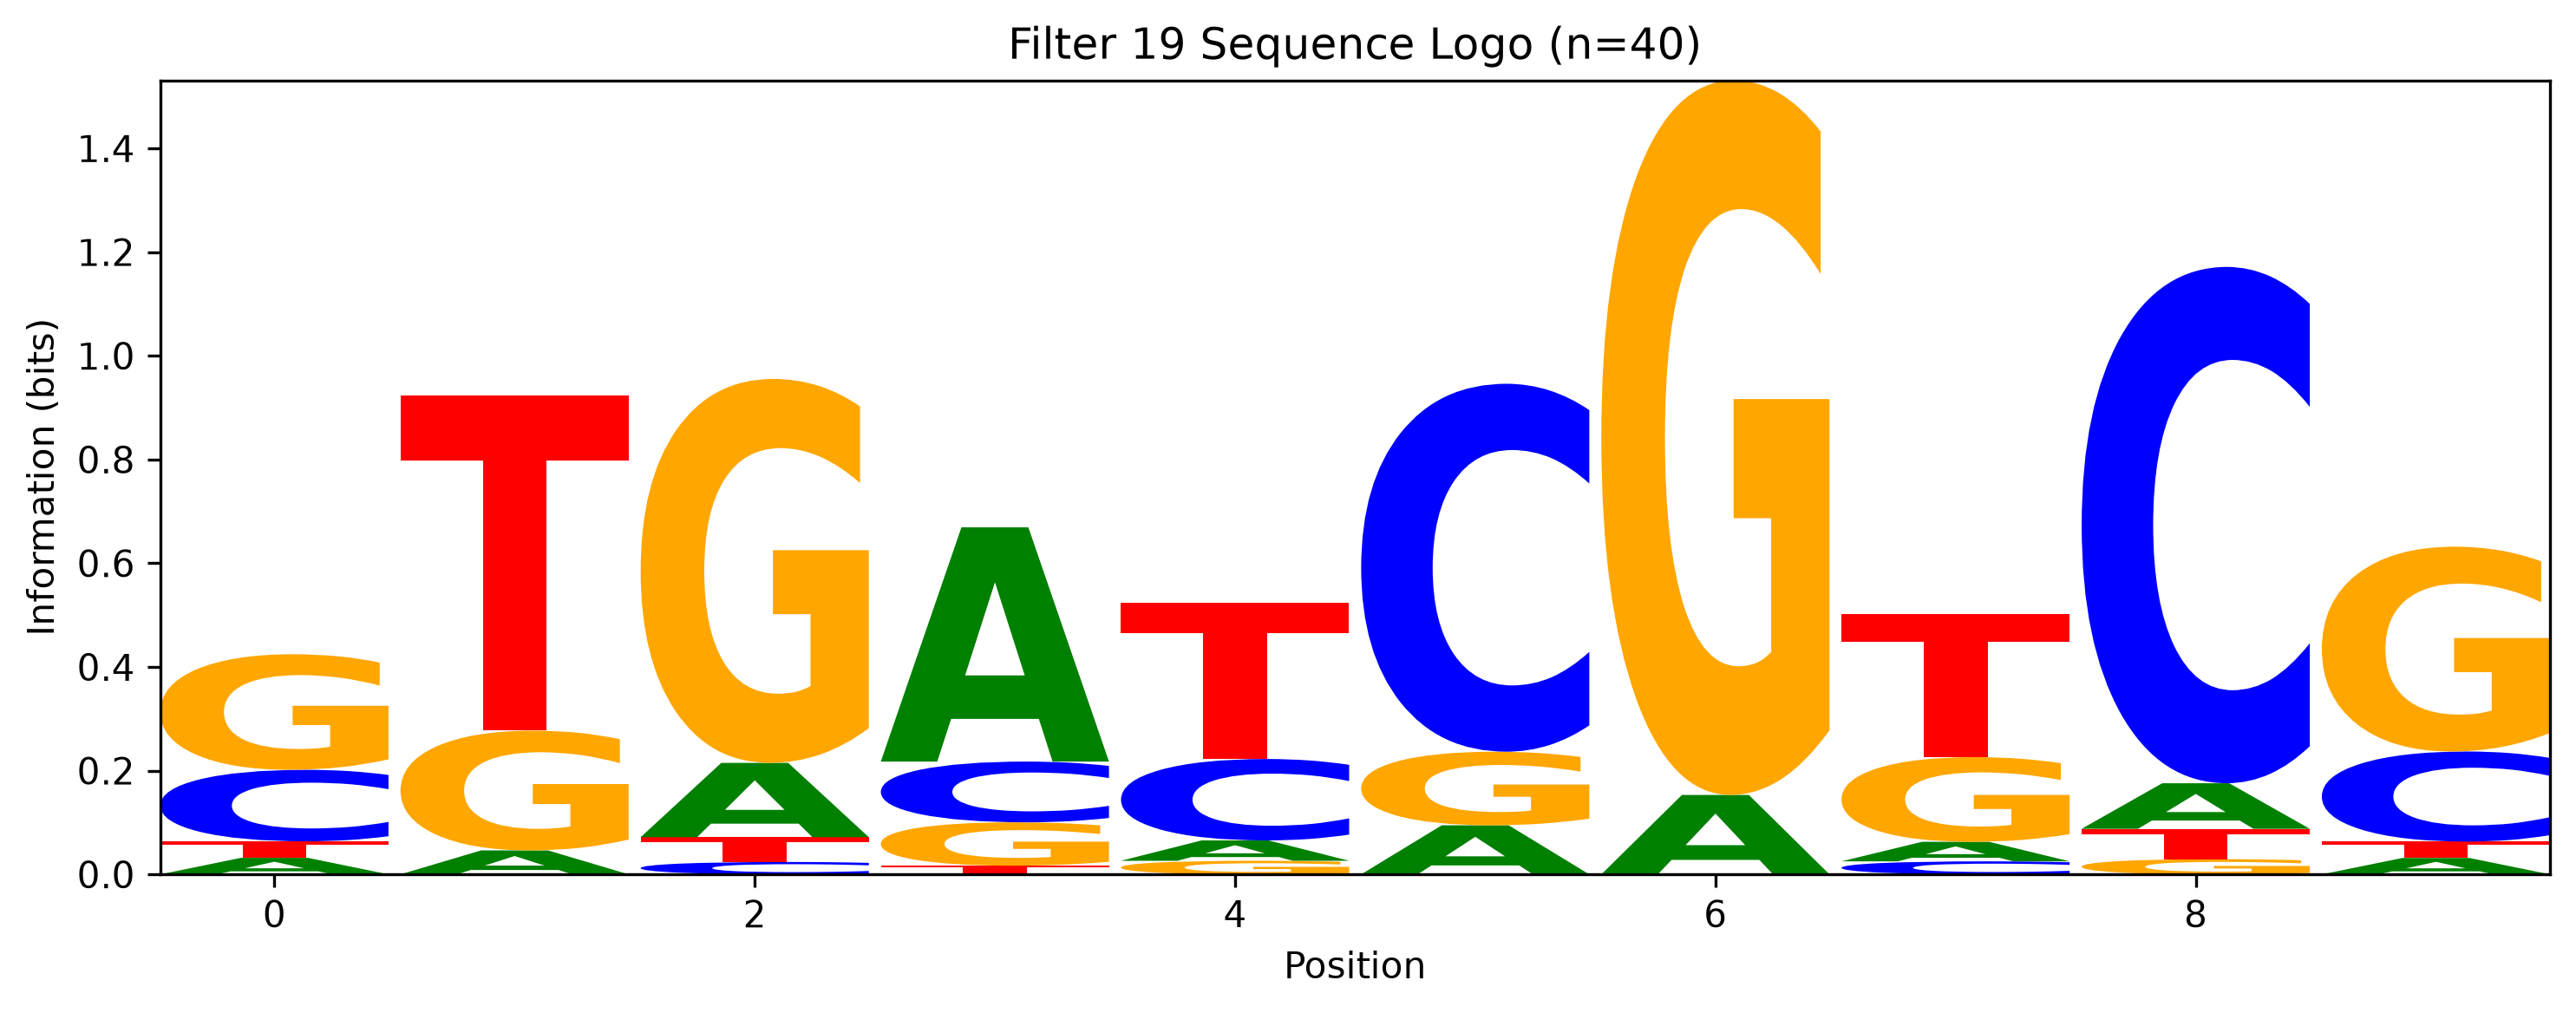 Filter 19 Sequence Logo (n=40)
Information (bits)
1.4
1.2
1.0
0.8
0.6
0.4
0.2
0.0
G T G A T C G T C G
C G A C C G A G A C
T A T G A A A T T
A C T G C G A
0 2 4 6 8
Position